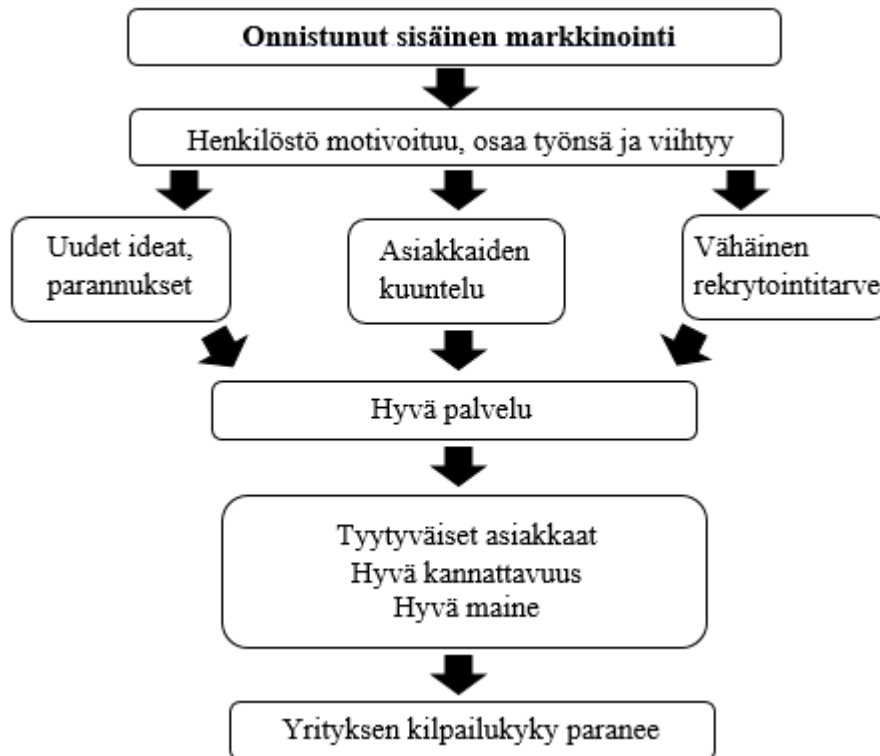 Onnistunut sisäinen markkinointi
Henkilöstö motivoituu, osaa työnsä ja viihtyy
Uudet ideat,
parannukset
Asiakkaiden
kuuntelu
Vähäinen
rekrytointitarve
Hyvä palvelu
Tyytyväiset asiakkaat
Hyvä kannattavuus
Hyvä maine
Yrityksen kilpailukyky paranee